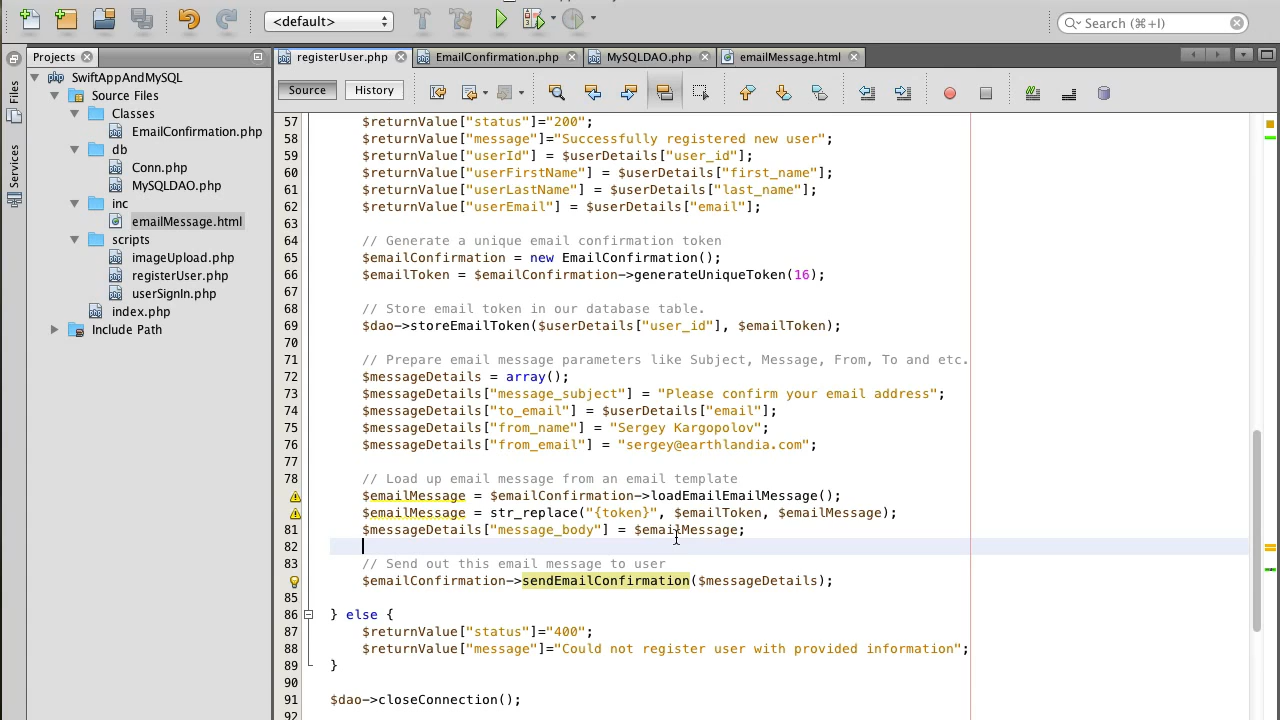 <default>
Search (⌘+I)
Projects
registerUser.php
EmailConfirmation.php
MySQLDAO.php
emailMessage.html
Files
Services
SwiftAppAndMySQL
Source Files
Classes
EmailConfirmation.php
db
Conn.php
MySQLDAO.php
inc
emailMessage.html
scripts
imageUpload.php
registerUser.php
userSignIn.php
index.php
Include Path
Source
History
57 $returnValue["status"]="200";
58 $returnValue["message"]="Successfully registered new user";
59 $returnValue["userId"] = $userDetails["user_id"];
60 $returnValue["userFirstName"] = $userDetails["first_name"];
61 $returnValue["userLastName"] = $userDetails["last_name"];
62 $returnValue["userEmail"] = $userDetails["email"];
63
64 // Generate a unique email confirmation token
65 $emailConfirmation = new EmailConfirmation();
66 $emailToken = $emailConfirmation->generateUniqueToken(16);
67
68 // Store email token in our database table.
69 $dao->storeEmailToken($userDetails["user_id"], $emailToken);
70
71 // Prepare email message parameters like Subject, Message, From, To and etc.
72 $messageDetails = array();
73 $messageDetails["message_subject"] = "Please confirm your email address";
74 $messageDetails["to_email"] = $userDetails["email"];
75 $messageDetails["from_name"] = "Sergey Kargopolov";
76 $messageDetails["from_email"] = "sergey@earthlandia.com";
77
78 // Load up email message from an email template
$emailMessage = $emailConfirmation->loadEmailEmailMessage();
$emailMessage = str_replace("{token}", $emailToken, $emailMessage);
81 $messageDetails["message_body"] = $emailMessage;
82
83 // Send out this email message to user
$emailConfirmation->sendEmailConfirmation($messageDetails);
85
86 } else {
87 $returnValue["status"]="400";
88 $returnValue["message"]="Could not register user with provided information";
89 }
90
91 $dao->closeConnection();
92